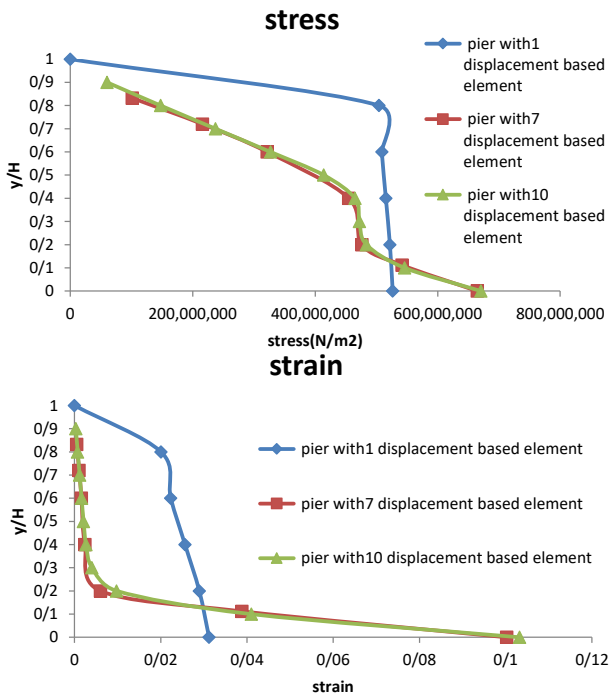 stress
1
0/9
0/8
0/7
0/6
0/5
0/4
0/3
0/2
0/1
0
y/H
0
200,000,000
400,000,000
600,000,000
800,000,000
stress(N/m2)
pier with1
displacement based
element
pier with7
displacement based
element
pier with10
displacement based
element
strain
1
0/9
0/8
0/7
0/6
0/5
0/4
0/3
0/2
0/1
0
y/H
0
0/02
0/04
0/06
0/08
0/1
0/12
strain
pier with1 displacement based element
pier with7 displacement based element
pier with10 displacement based element